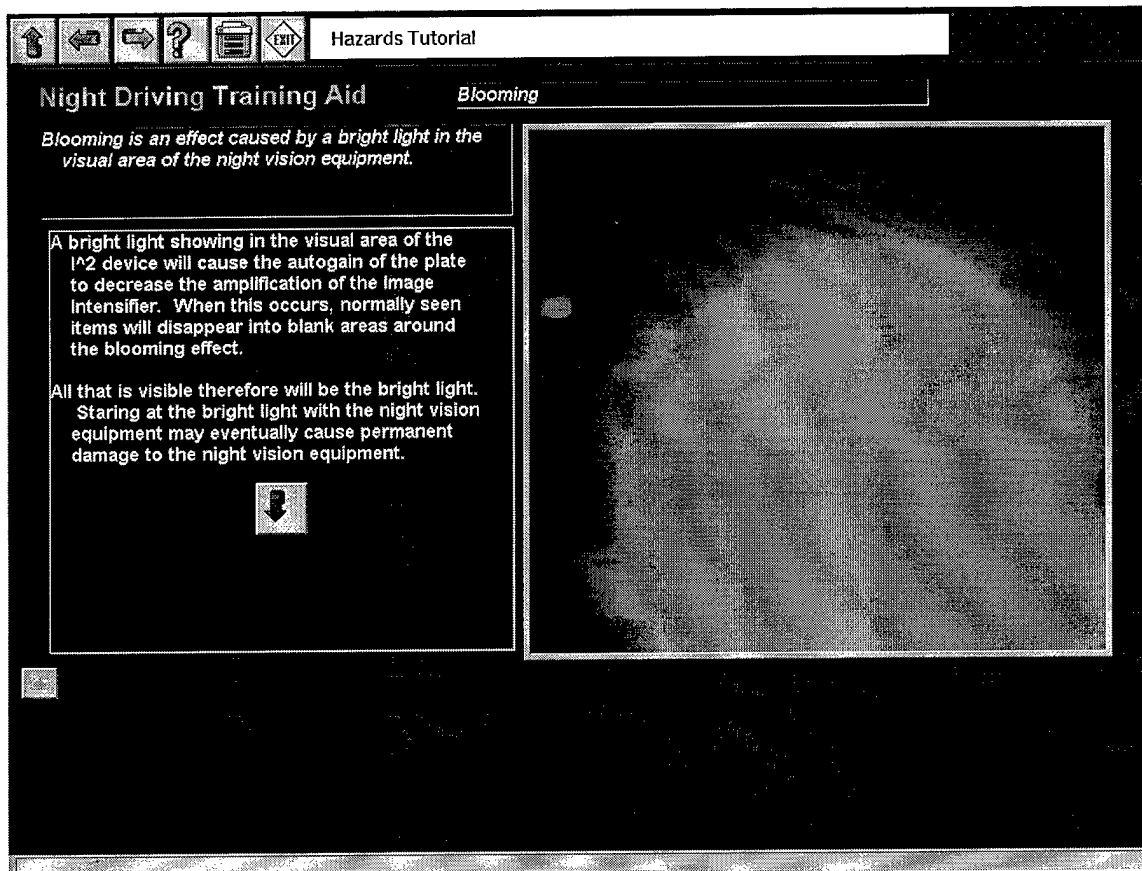 EXIT
Hazards Tutorial
Night Driving Training Aid
Blooming
Blooming is an effect caused by a bright light in the
visual area of the night vision equipment.
A bright light showing in the visual area of the
I^2 device will cause the autogain of the plate
to decrease the amplification of the Image
Intensifier. When this occurs, normally seen
items will disappear into blank areas around
the blooming effect.
All that is visible therefore will be the bright light.
Staring at the bright light with the night vision
equipment may eventually cause permanent
damage to the night vision equipment.